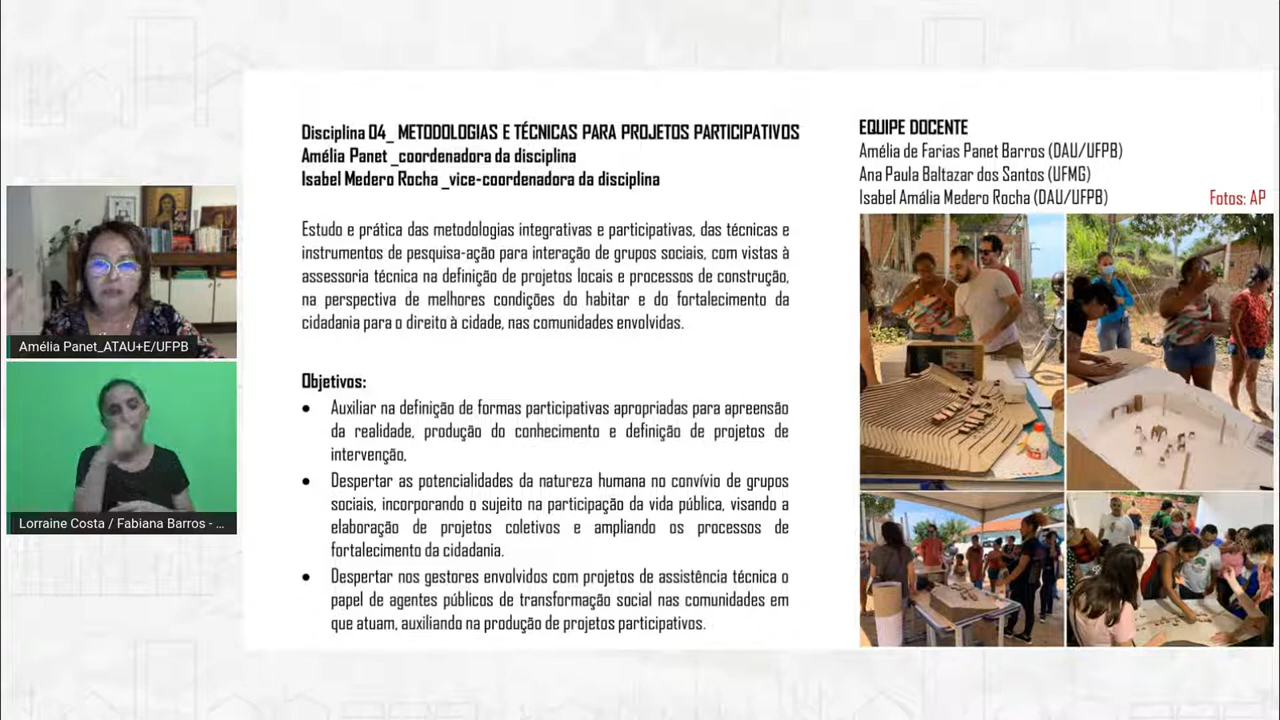 Disciplina 04_ METODOLOGIAS E TÉCNICAS PARA PROJETOS PARTICIPATIVOS
Amélia Panet _coordenadora da disciplina
Isabel Medero Rocha _vice-coordenadora da disciplina
Estudo e prática das metodologias integrativas e participativas, das técnicas e
instrumentos de pesquisa-ação para interação de grupos sociais, com vistas à
assessoria técnica na definição de projetos locais e processos de construção,
na perspectiva de melhores condições do habitar e do fortalecimento da
cidadania para o direito à cidade, nas comunidades envolvidas.
Objetivos:
• Auxiliar na definição de formas participativas apropriadas para apreensão
da realidade, produção do conhecimento e definição de projetos de
intervenção,
• Despertar as potencialidades da natureza humana no convívio de grupos
sociais, incorporando o sujeito na participação da vida pública, visando a
elaboração de projetos coletivos e ampliando os processos de
fortalecimento da cidadania.
• Despertar nos gestores envolvidos com projetos de assistência técnica o
papel de agentes públicos de transformação social nas comunidades em
que atuam, auxiliando na produção de projetos participativos.
EQUIPE DOCENTE
Amélia de Farias Panet Barros (DAU/UFPB)
Ana Paula Baltazar dos Santos (UFMG)
Isabel Amália Medero Rocha (DAU/UFPB)
Fotos: AP
Amélia Panet_ATAU+E/UFPB
Lorraine Costa / Fabiana Barros - ...